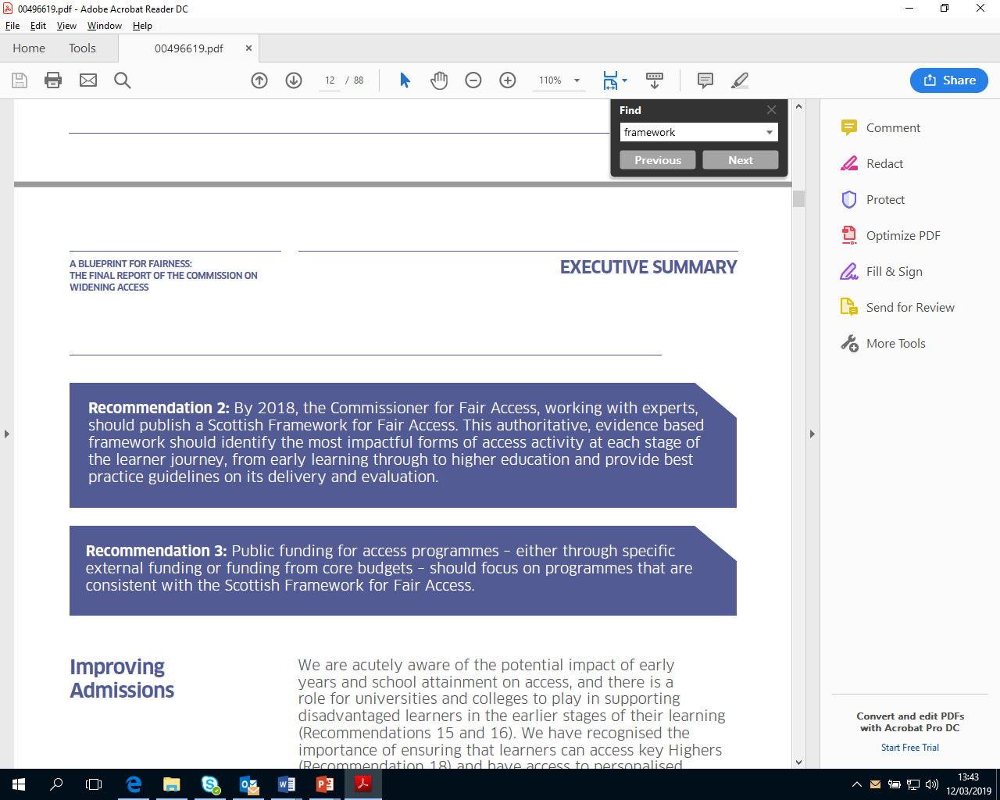 00496619.pdf - Adobe Acrobat Reader DC
File Edit View Window Help
Home Tools 00496619.pdf ×
12 / 88 110% Share
Find
framework
Previous Next
Comment
Redact
Protect
Optimize PDF
Fill & Sign
Send for Review
More Tools
A BLUEPRINT FOR FAIRNESS:
THE FINAL REPORT OF THE COMMISSION ON
WIDENING ACCESS
EXECUTIVE SUMMARY
Recommendation 2: By 2018, the Commissioner for Fair Access, working with experts,
should publish a Scottish Framework for Fair Access. This authoritative, evidence based
framework should identify the most impactful forms of access activity at each stage of
the learner journey, from early learning through to higher education and provide best
practice guidelines on its delivery and evaluation.
Recommendation 3: Public funding for access programmes – either through specific
external funding or funding from core budgets – should focus on programmes that are
consistent with the Scottish Framework for Fair Access.
Improving
Admissions
We are acutely aware of the potential impact of early
years and school attainment on access, and there is a
role for universities and colleges to play in supporting
disadvantaged learners in the earlier stages of their learning
(Recommendations 15 and 16). We have recognised the
importance of ensuring that learners can access key Highers
(Recommendation 18) and have access to personalised
Convert and edit PDFs
with Acrobat Pro DC
Start Free Trial
13:43
12/03/2019